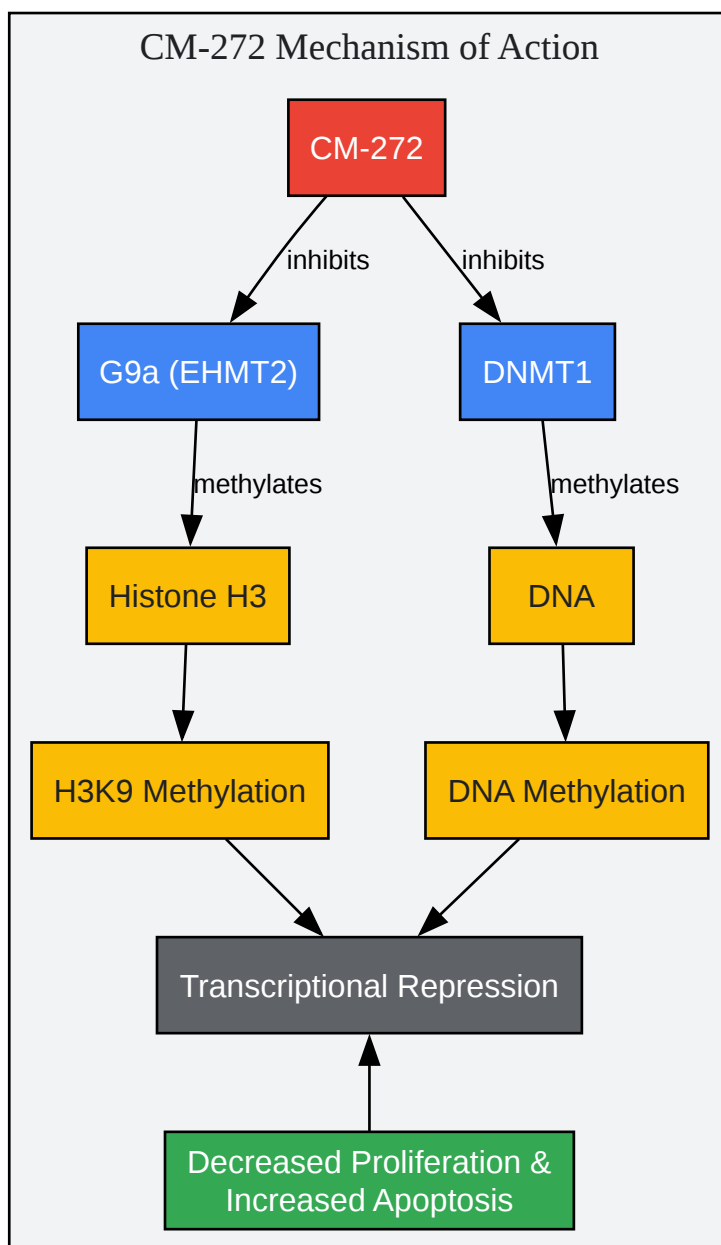 CM-272 Mechanism of Action
CM-272
inhibits
inhibits
G9a (EHMT2)
DNMT1
methylates
methylates
Histone H3
DNA
H3K9 Methylation
DNA Methylation
Transcriptional Repression
Decreased Proliferation &
Increased Apoptosis